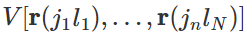 V[r(j₁l₁), . . . , r(jₙl_N)]